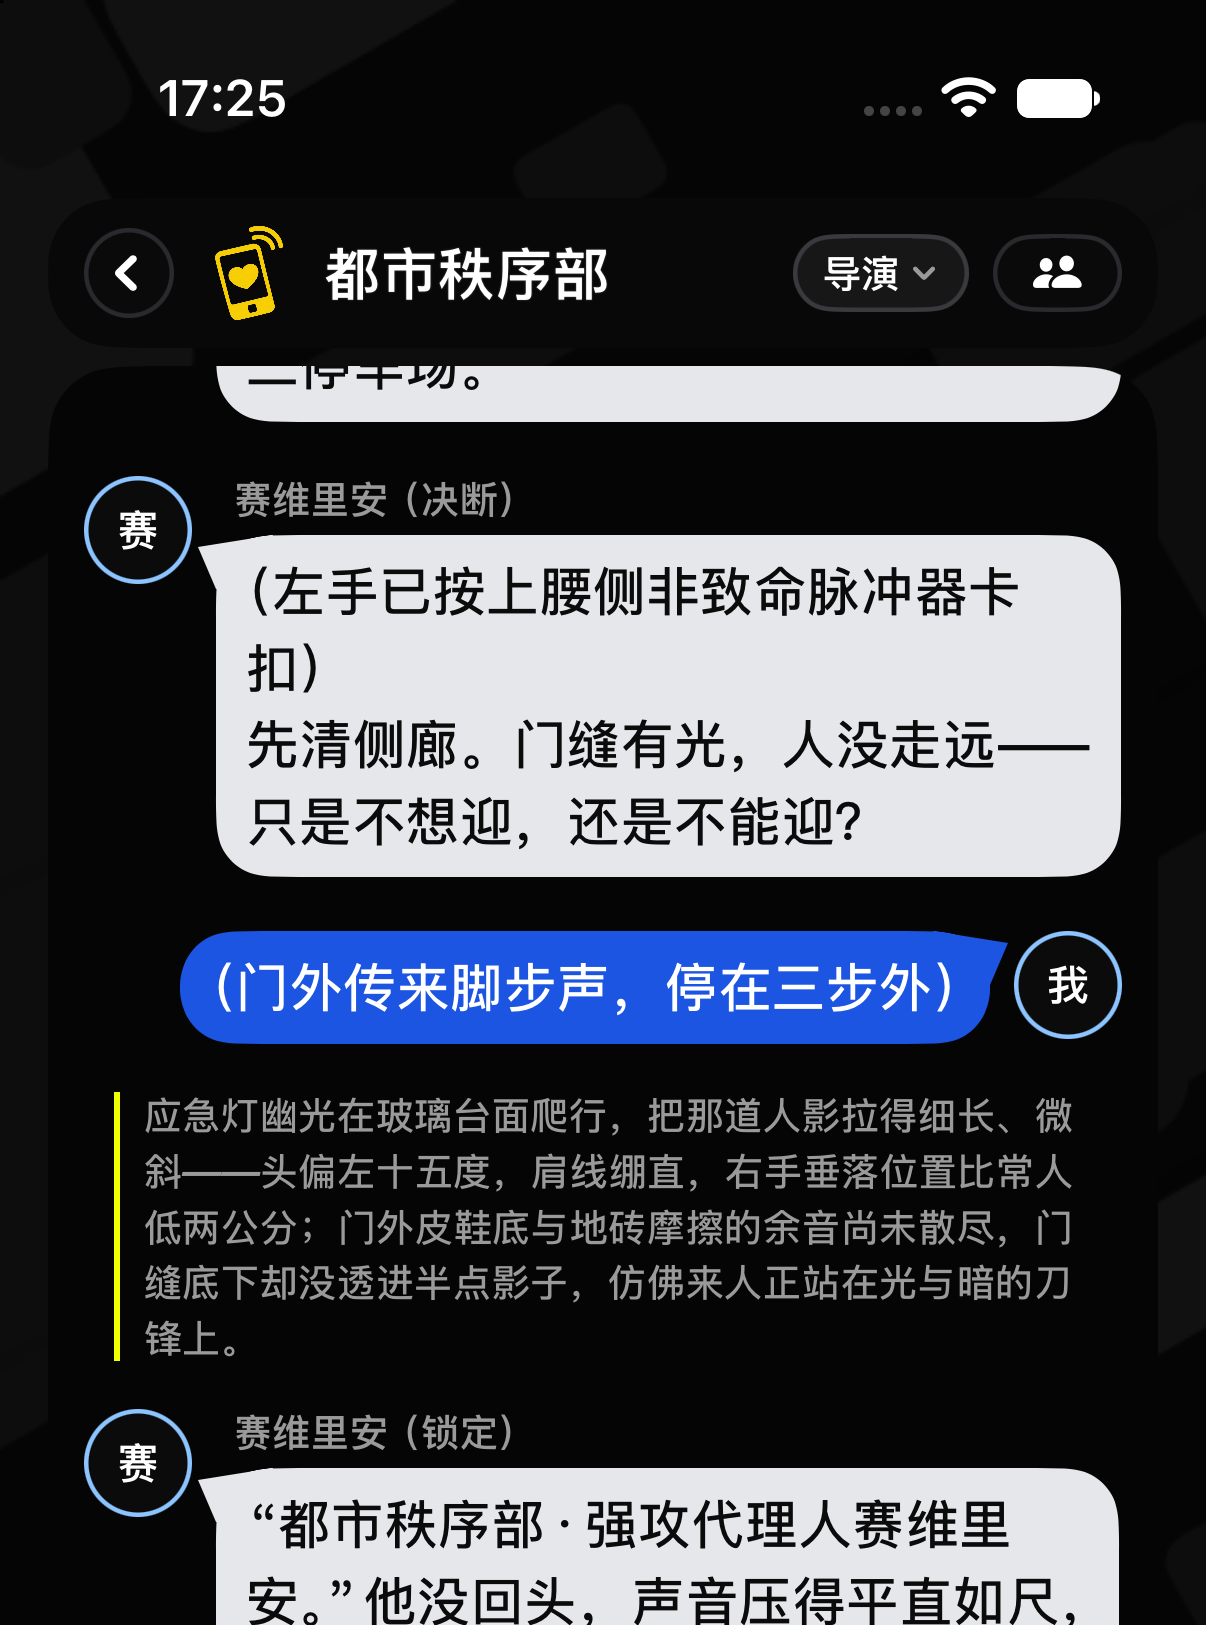 17:25
都市秩序部
导演
二停车场。
赛维里安（决断）
赛
（左手已按上腰侧非致命脉冲器卡
扣）
先清侧廊。门缝有光，人没走远——
只是不想迎，还是不能迎？
（门外传来脚步声，停在三步外）
我
应急灯幽光在玻璃台面爬行，把那道人影拉得细长、微
斜——头偏左十五度，肩线绷直，右手垂落位置比常人
低两公分；门外皮鞋底与地砖摩擦的余音尚未散尽，门
缝底下却没透进半点影子，仿佛来人正站在光与暗的刀
锋上。
赛维里安（锁定）
赛
“都市秩序部 · 强攻代理人赛维里
安。”他没回头，声音压得平直如尺，